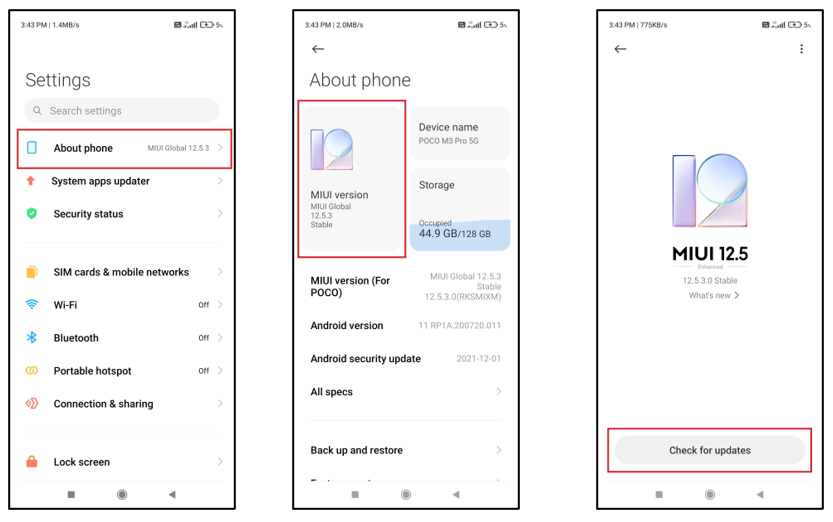 3:43 PM | 1.4MB/s
5%
Settings
Search settings
About phone MIUI Global 12.5.3
System apps updater
Security status
SIM cards & mobile networks
Wi-Fi Off
Bluetooth Off
Portable hotspot Off
Connection & sharing
Lock screen
3:43 PM | 2.0MB/s
5%
About phone
MIUI version
MIUI Global
12.5.3
Stable
Device name
POCO M3 Pro 5G
Storage
Occupied
44.9 GB/128 GB
MIUI version (For
POCO)
MIUI Global 12.5.3
Stable
12.5.3.0(RKSMIXM)
Android version 11 RP1A.200720.011
Android security update 2021-12-01
All specs
Back up and restore
3:43 PM | 775KB/s
5%
MIUI 12.5
Enhanced
12.5.3.0 Stable
What's new
Check for updates